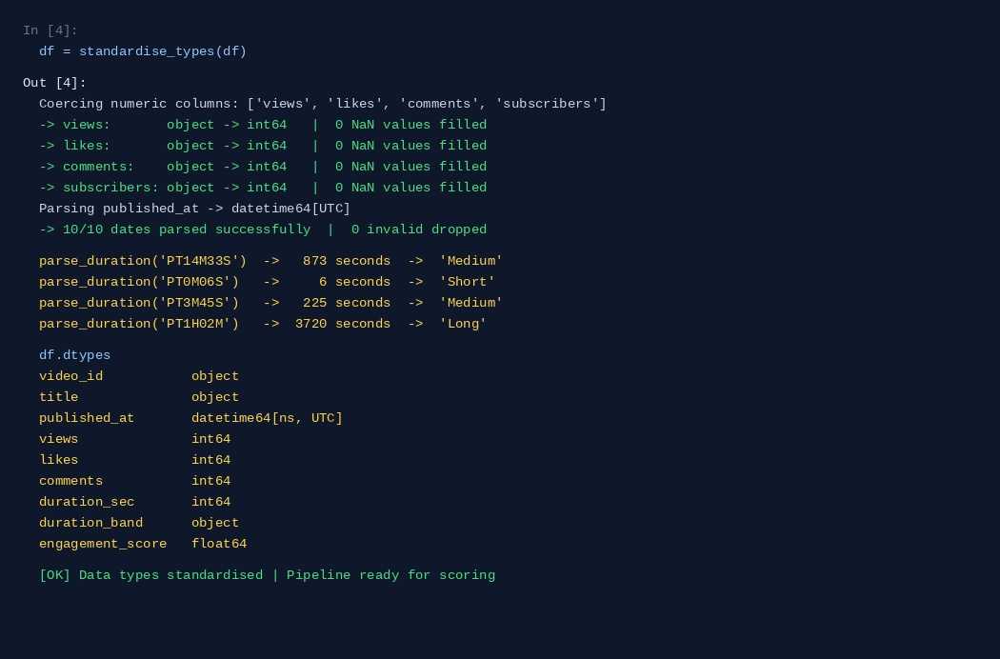 In [4]:
df = standardise_types(df)
Out [4]:
Coercing numeric columns: ['views', 'likes', 'comments', 'subscribers']
-> views:       object -> int64   |  0 NaN values filled
-> likes:       object -> int64   |  0 NaN values filled
-> comments:    object -> int64   |  0 NaN values filled
-> subscribers: object -> int64   |  0 NaN values filled
Parsing published_at -> datetime64[UTC]
-> 10/10 dates parsed successfully  |  0 invalid dropped
parse_duration('PT14M33S')  ->   873 seconds  ->  'Medium'
parse_duration('PT0M06S')   ->     6 seconds  ->  'Short'
parse_duration('PT3M45S')   ->   225 seconds  ->  'Medium'
parse_duration('PT1H02M')   ->  3720 seconds  ->  'Long'
df.dtypes
video_id           object
title              object
published_at       datetime64[ns, UTC]
views              int64
likes              int64
comments           int64
duration_sec       int64
duration_band      object
engagement_score   float64
[OK] Data types standardised | Pipeline ready for scoring